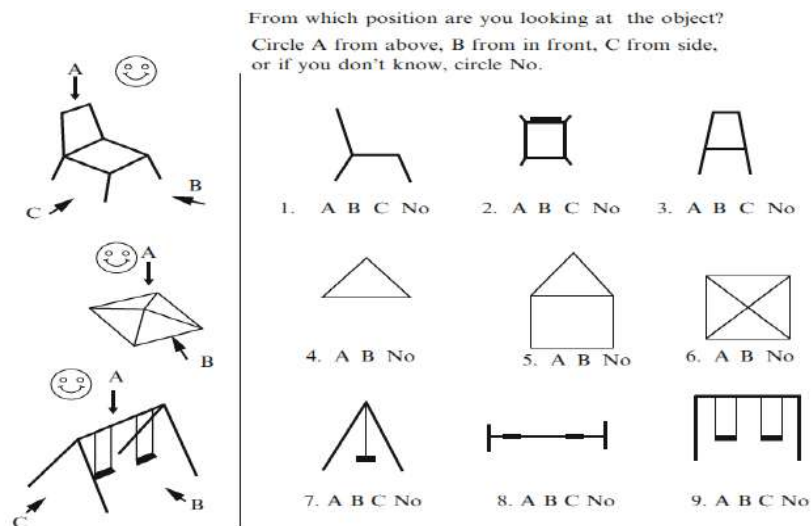 From which position are you looking at the object?
Circle A from above, B from in front, C from side,
or if you don't know, circle No.
A
B
C
1. A B C No
2. A B C No
3. A B C No
A
B
4. A B No
5. A B No
6. A B No
A
B
C
7. A B C No
8. A B C No
9. A B C No